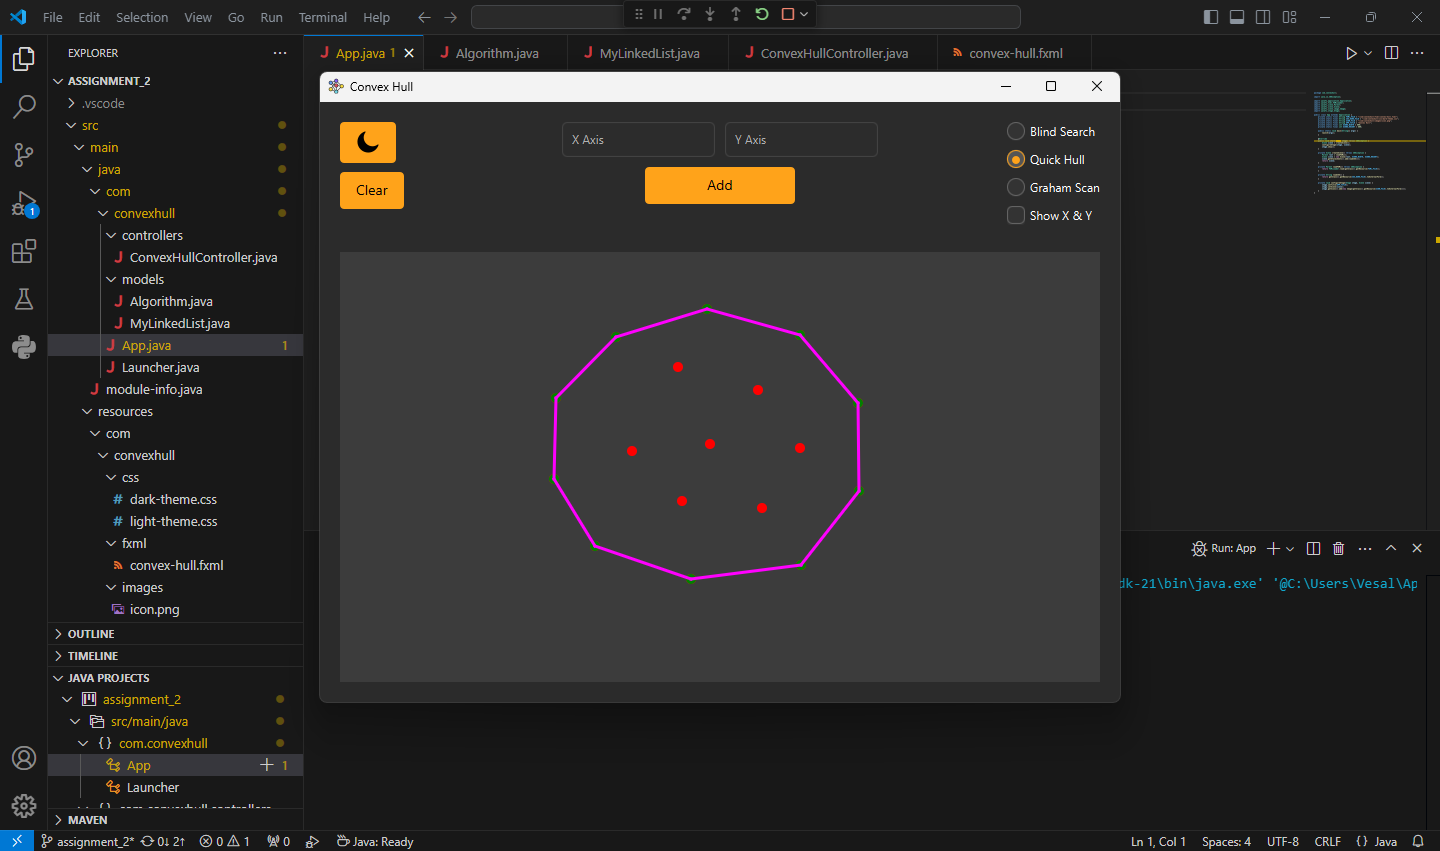 File Edit Selection View Go Run Terminal Help
EXPLORER
ASSIGNMENT_2
.vscode
src
main
java
com
convexhull
controllers
ConvexHullController.java
models
Algorithm.java
MyLinkedList.java
App.java 1
Launcher.java
module-info.java
resources
com
convexhull
css
dark-theme.css
light-theme.css
fxml
convex-hull.fxml
images
icon.png
OUTLINE
TIMELINE
JAVA PROJECTS
assignment_2
src/main/java
com.convexhull
App 1
Launcher
com.convexhull.controllers
MAVEN
1
App.java 1 Algorithm.java MyLinkedList.java ConvexHullController.java convex-hull.fxml
Convex Hull
Clear
X Axis Y Axis
Add
Blind Search
Quick Hull
Graham Scan
Show X & Y
Run: App
dk-21\bin\java.exe' '@C:\Users\Vesal\Ap
assignment_2* 0↓ 2↑ 0 1 0 Java: Ready
Ln 1, Col 1 Spaces: 4 UTF-8 CRLF {} Java